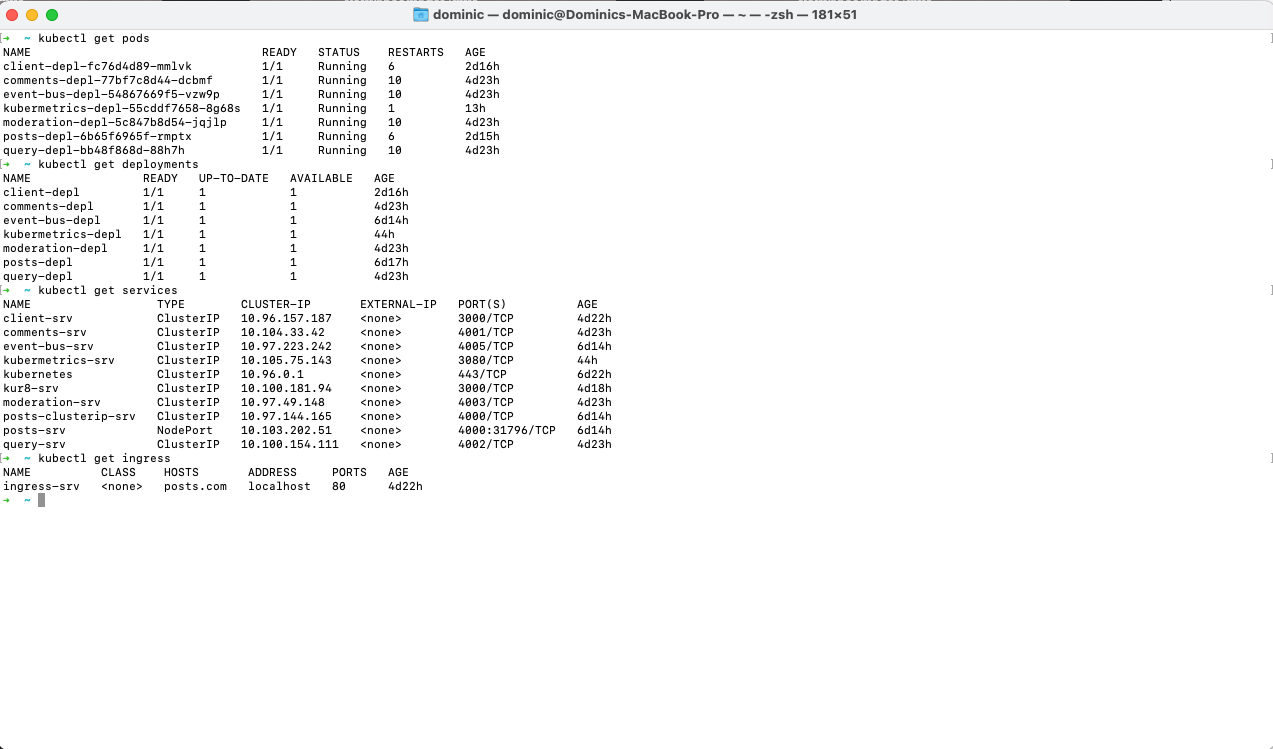 dominic — dominic@Dominics-MacBook-Pro — ~ — -zsh — 181×51
➜  ~ kubectl get pods
NAME                                 READY   STATUS    RESTARTS   AGE
client-depl-fc76d4d89-mmlvk          1/1     Running   6          2d16h
comments-depl-77bf7c8d44-dcbmf       1/1     Running   10         4d23h
event-bus-depl-54867669f5-vzw9p      1/1     Running   10         4d23h
kubermetrics-depl-55cddf7658-8g68s   1/1     Running   1          13h
moderation-depl-5c847b8d54-jqjlp     1/1     Running   10         4d23h
posts-depl-6b65f6965f-rmptx          1/1     Running   6          2d15h
query-depl-bb48f868d-88h7h           1/1     Running   10         4d23h
➜  ~ kubectl get deployments
NAME                READY   UP-TO-DATE   AVAILABLE   AGE
client-depl         1/1     1            1           2d16h
comments-depl       1/1     1            1           4d23h
event-bus-depl      1/1     1            1           6d14h
kubermetrics-depl   1/1     1            1           44h
moderation-depl     1/1     1            1           4d23h
posts-depl          1/1     1            1           6d17h
query-depl          1/1     1            1           4d23h
➜  ~ kubectl get services
NAME                  TYPE        CLUSTER-IP       EXTERNAL-IP   PORT(S)          AGE
client-srv            ClusterIP   10.96.157.187    <none>        3000/TCP         4d22h
comments-srv          ClusterIP   10.104.33.42     <none>        4001/TCP         4d23h
event-bus-srv         ClusterIP   10.97.223.242    <none>        4005/TCP         6d14h
kubermetrics-srv      ClusterIP   10.105.75.143    <none>        3080/TCP         44h
kubernetes            ClusterIP   10.96.0.1        <none>        443/TCP          6d22h
kur8-srv              ClusterIP   10.100.181.94    <none>        3000/TCP         4d18h
moderation-srv        ClusterIP   10.97.49.148     <none>        4003/TCP         4d23h
posts-clusterip-srv   ClusterIP   10.97.144.165    <none>        4000/TCP         6d14h
posts-srv             NodePort    10.103.202.51    <none>        4000:31796/TCP   6d14h
query-srv             ClusterIP   10.100.154.111   <none>        4002/TCP         4d23h
➜  ~ kubectl get ingress
NAME          CLASS    HOSTS       ADDRESS     PORTS   AGE
ingress-srv   <none>   posts.com   localhost   80      4d22h
➜  ~